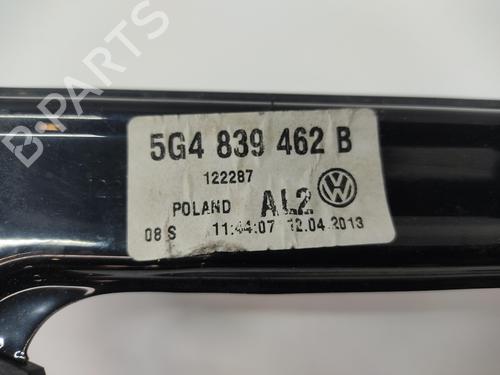 B-PARTS
5G4 839 462 B
122287
POLAND AL2
08 S 11:44:07 12.04.2013